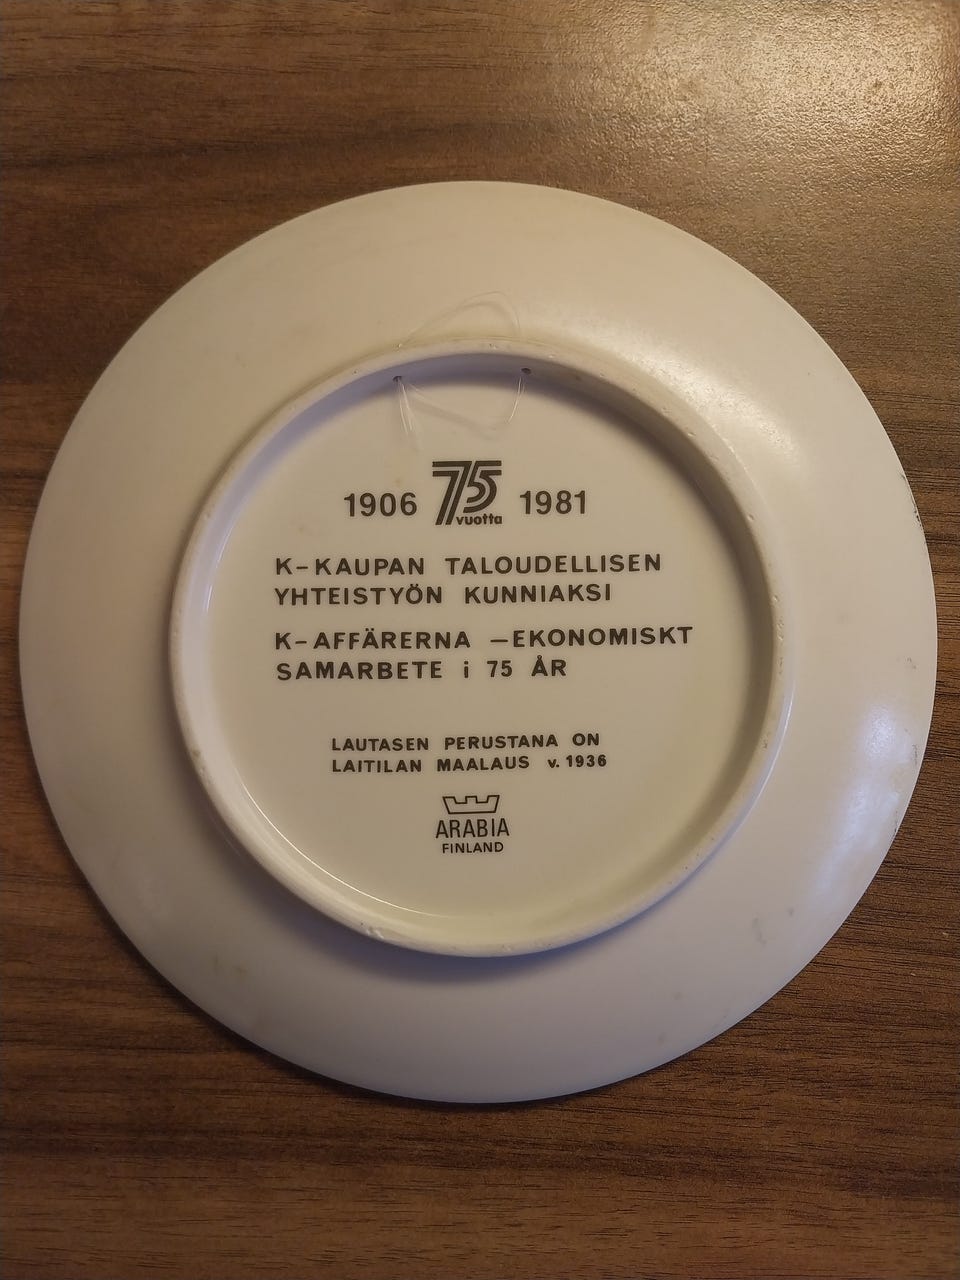 1906 75 vuotta 1981
K-KAUPAN TALOUDELLISEN
YHTEISTYÖN KUNNIAKSI
K-AFFÄRERNA -EKONOMISKT
SAMARBETE i 75 ÅR
LAUTASEN PERUSTANA ON
LAITILAN MAALAUS v. 1936
ARABIA
FINLAND